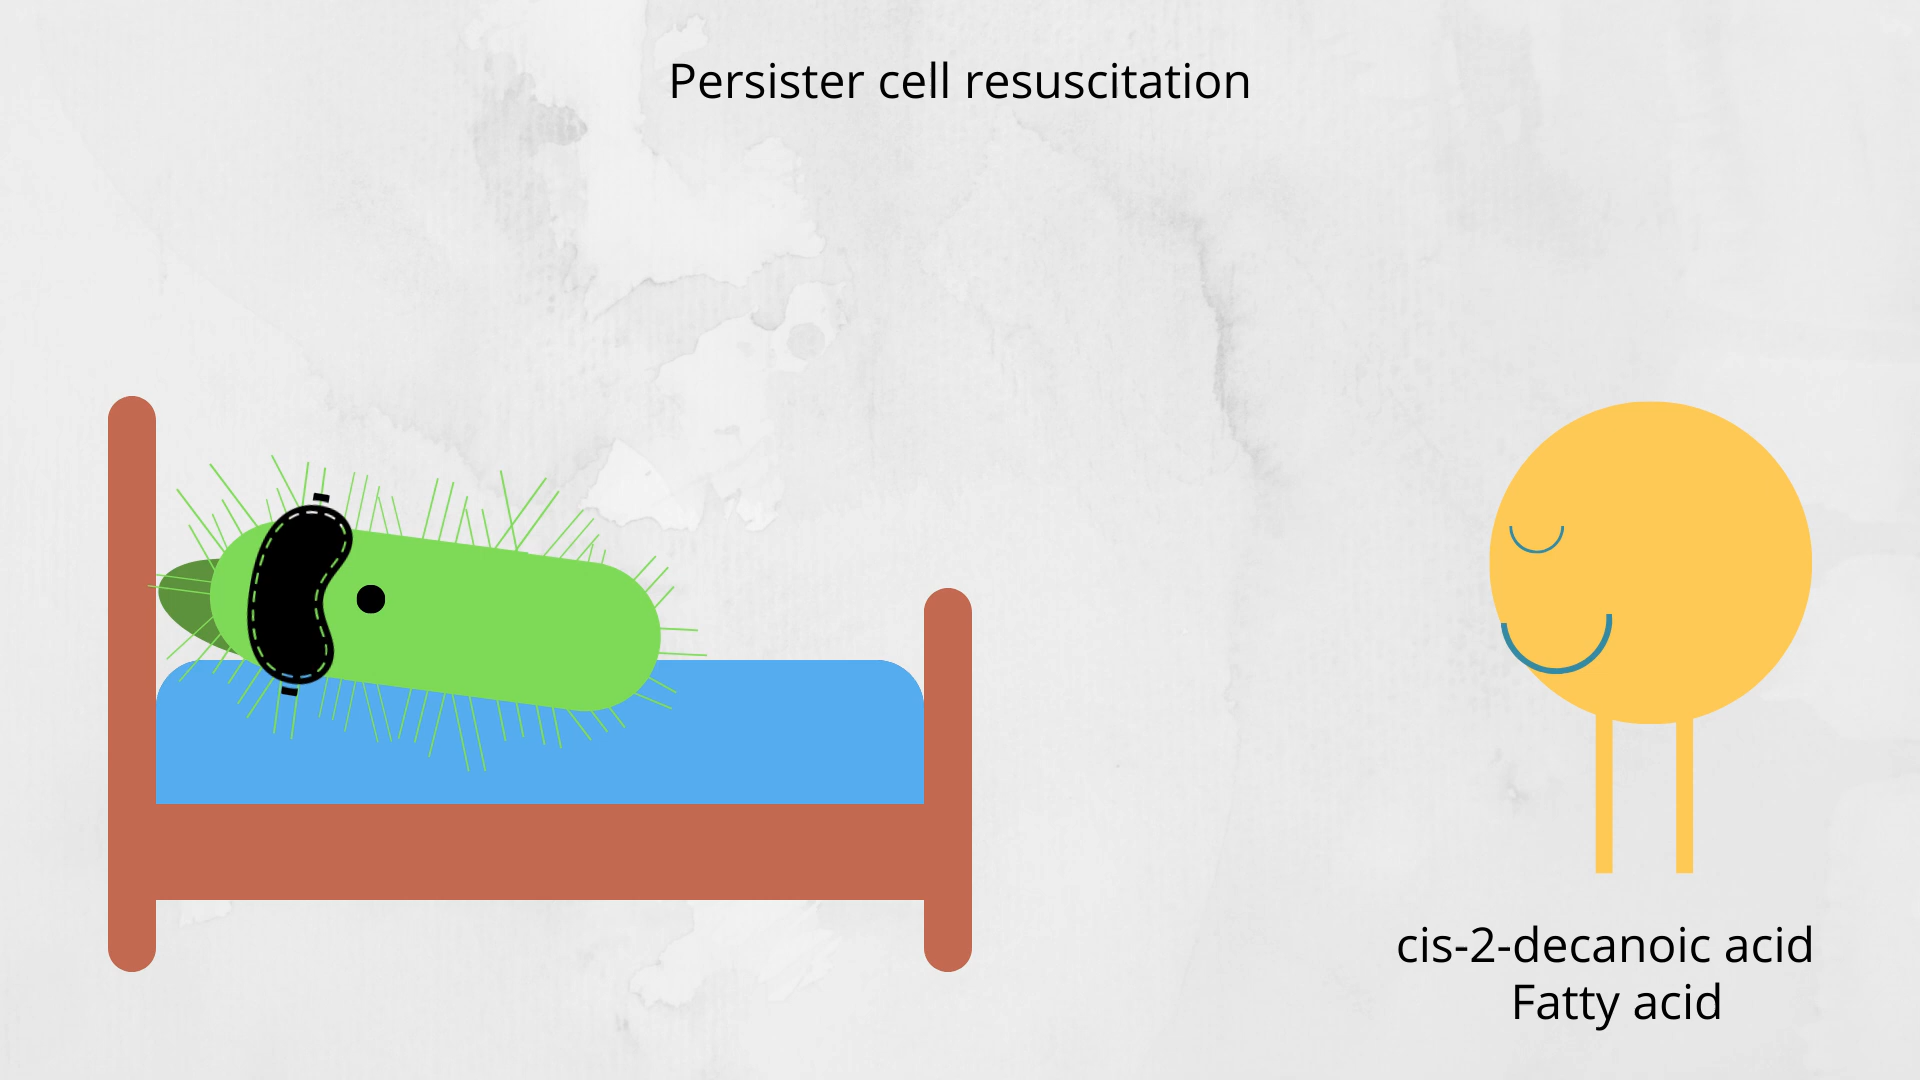 Persister cell resuscitation
cis-2-decanoic acid
Fatty acid